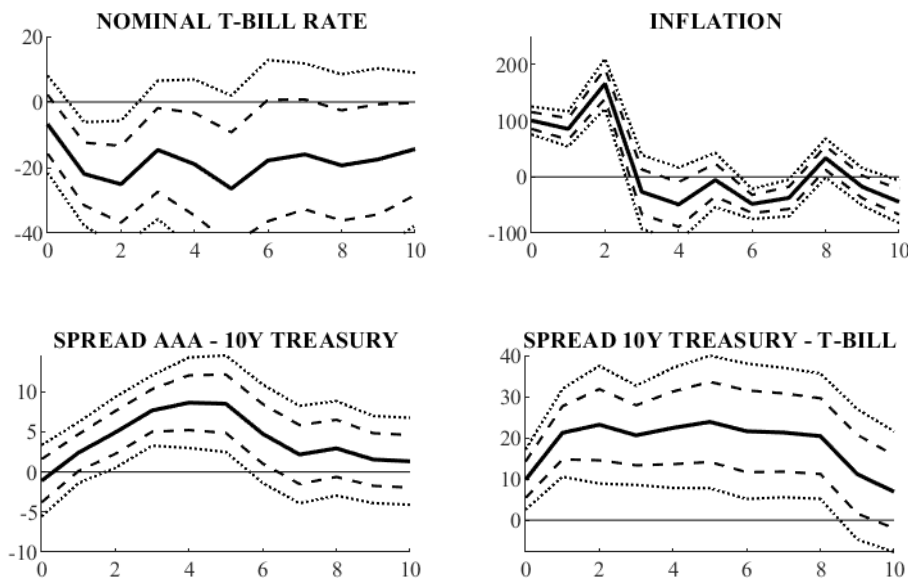 NOMINAL T-BILL RATE
20
0
-20
-40
0 2 4 6 8 10
INFLATION
200
100
0
-100
0 2 4 6 8 10
SPREAD AAA - 10Y TREASURY
10
5
0
-5
-10
0 2 4 6 8 10
SPREAD 10Y TREASURY - T-BILL
40
30
20
10
0
0 2 4 6 8 10